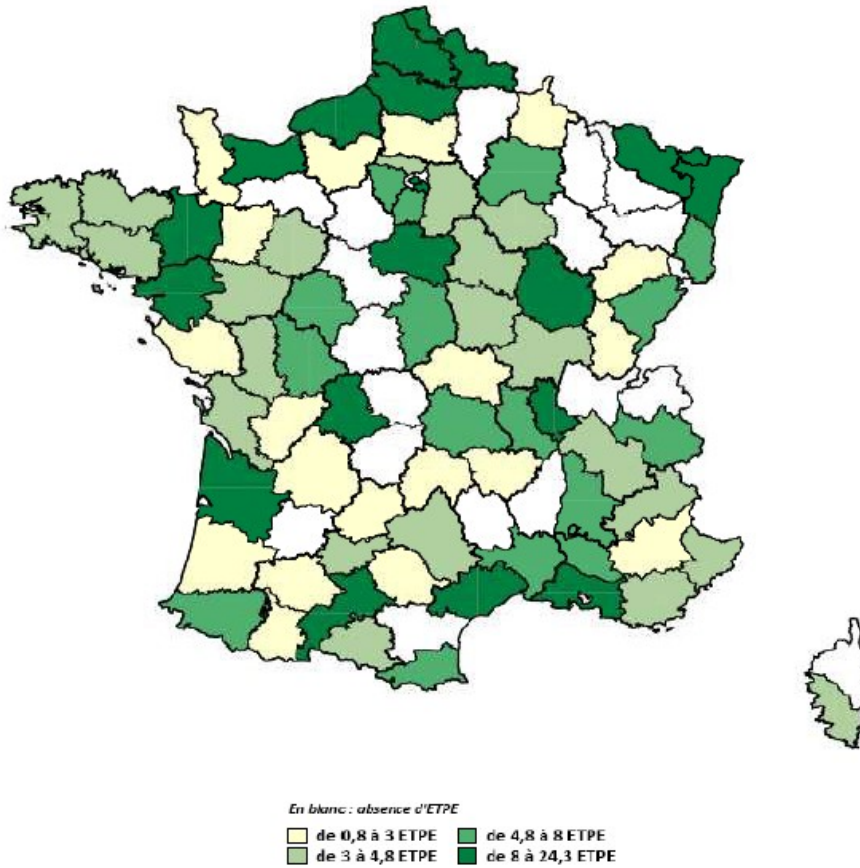 En blanc : absence d'ETPE
de 0,8 à 3 ETPE
de 4,8 à 8 ETPE
de 3 à 4,8 ETPE
de 8 à 24,3 ETPE